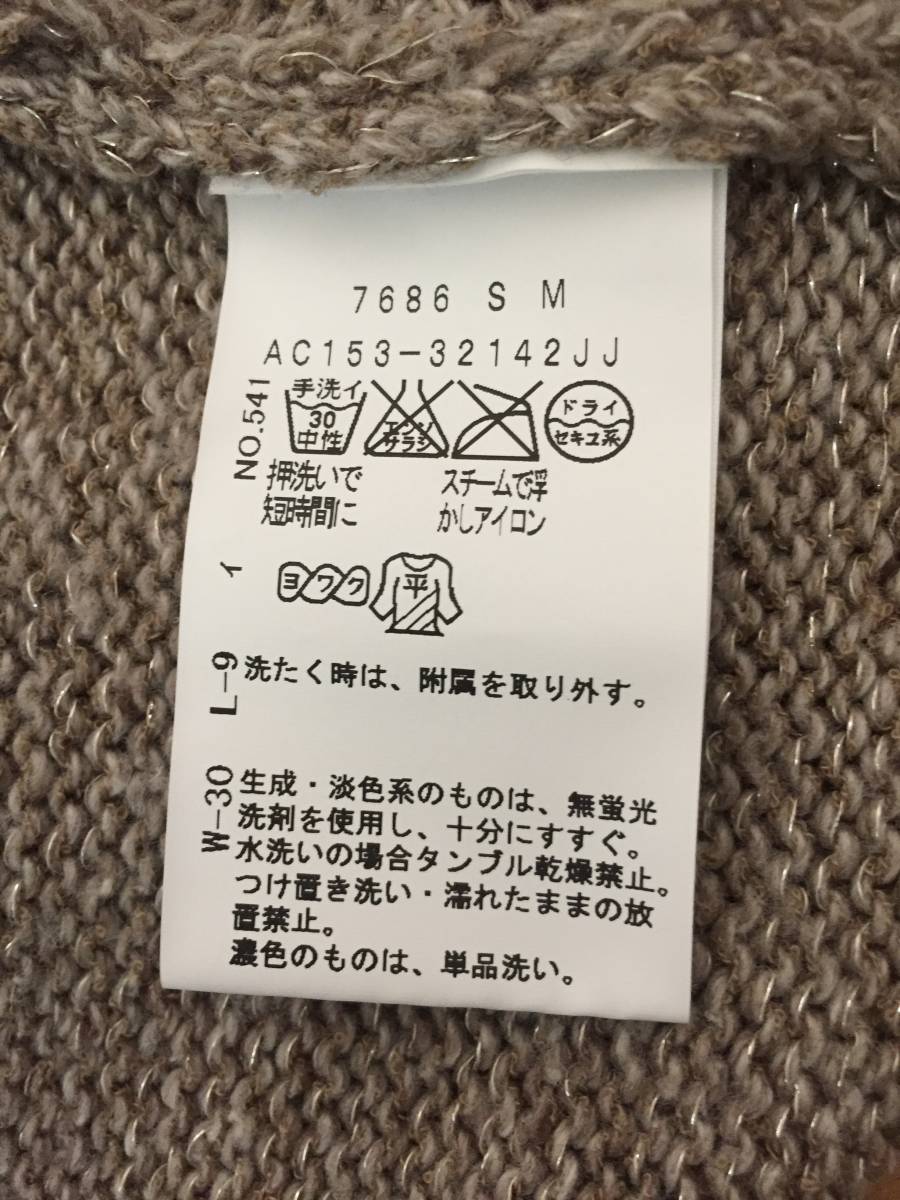 7686 S M
AC153-32142JJ
NO.541
手洗イ
30
中性
エンソ
サラシ
ドライ
セキユ系
押洗いで
短時間に
スチームで浮
かしアイロン
イ
ヨワク
平
L-9
洗たく時は、附属を取り外す。
W-30
生成・淡色系のものは、無蛍光
洗剤を使用し、十分にすすぐ。
水洗いの場合タンブル乾燥禁止。
つけ置き洗い・濡れたままの放
置禁止。
濃色のものは、単品洗い。